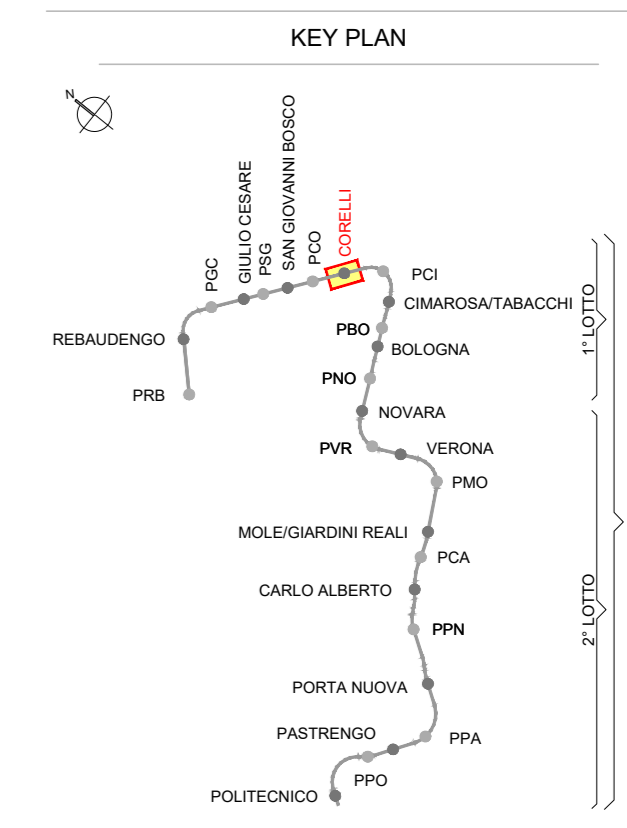 KEY PLAN
N
PGC
GIULIO CESARE
PSG
SAN GIOVANNI BOSCO
PCO
CORELLI
PCI
CIMAROSA/TABACCHI
PBO
BOLOGNA
REBAUDENGO
PNO
PRB
NOVARA
PVR
VERONA
PMO
MOLE/GIARDINI REALI
PCA
CARLO ALBERTO
PPN
PORTA NUOVA
PASTRENGO
PPA
PPO
POLITECNICO
1° LOTTO
2° LOTTO